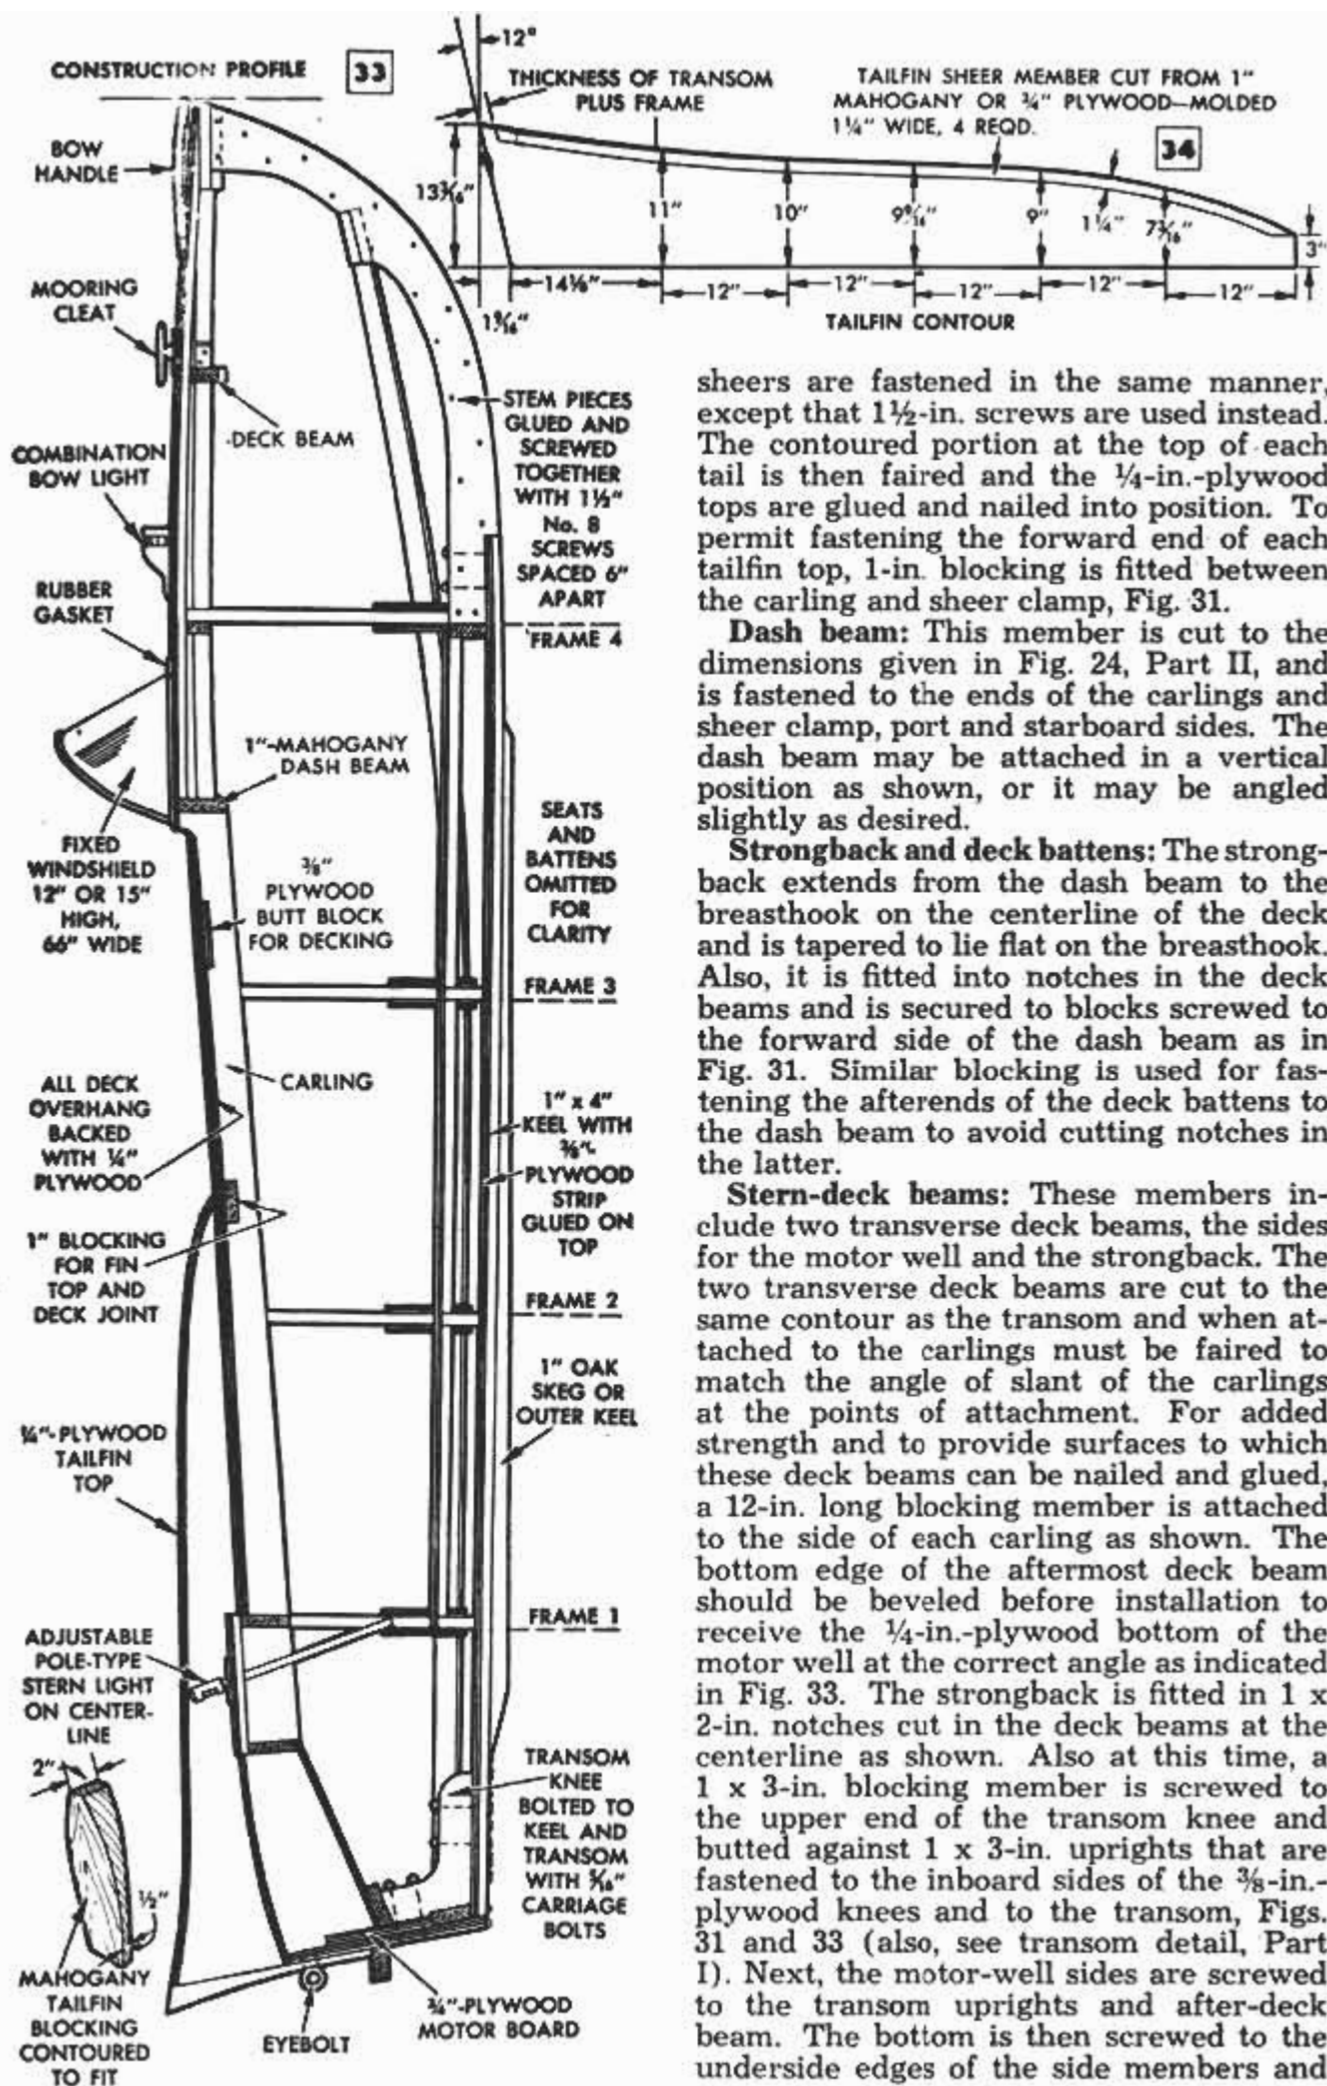 CONSTRUCTION PROFILE
33
BOW
HANDLE
MOORING
CLEAT
DECK BEAM
COMBINATION
BOW LIGHT
RUBBER
GASKET
1"-MAHOGANY
DASH BEAM
FIXED
WINDSHIELD
12" OR 15"
HIGH,
66" WIDE
3/8"
PLYWOOD
BUTT BLOCK
FOR DECKING
CARLING
ALL DECK
OVERHANG
BACKED
WITH 1/4"
PLYWOOD
1" BLOCKING
FOR FIN
TOP AND
DECK JOINT
1/4"-PLYWOOD
TAILFIN
TOP
ADJUSTABLE
POLE-TYPE
STERN LIGHT
ON CENTER-
LINE
2"
1/2"
MAHOGANY
TAILFIN
BLOCKING
CONTOURED
TO FIT
EYEBOLT
3/4"-PLYWOOD
MOTOR BOARD
STEM PIECES
GLUED AND
SCREWED
TOGETHER
WITH 1½"
No. 8
SCREWS
SPACED 6"
APART
FRAME 4
SEATS
AND
BATTENS
OMITTED
FOR
CLARITY
FRAME 3
1" x 4"
KEEL WITH
3/8"-
PLYWOOD
STRIP
GLUED ON
TOP
FRAME 2
1" OAK
SKEG OR
OUTER KEEL
FRAME 1
TRANSOM
KNEE
BOLTED TO
KEEL AND
TRANSOM
WITH 5/16"
CARRIAGE
BOLTS
12°
THICKNESS OF TRANSOM
PLUS FRAME
TAILFIN SHEER MEMBER CUT FROM 1"
MAHOGANY OR 3/4" PLYWOOD—MOLDED
1¼" WIDE, 4 REQD.
34
11"
10"
9"
1¼"
3"
14⅛"
12"
12"
12"
12"
12"
TAILFIN CONTOUR
sheers are fastened in the same manner,
except that 1½-in. screws are used instead.
The contoured portion at the top of each
tail is then faired and the ¼-in.-plywood
tops are glued and nailed into position. To
permit fastening the forward end of each
tailfin top, 1-in. blocking is fitted between
the carling and sheer clamp, Fig. 31.
Dash beam: This member is cut to the
dimensions given in Fig. 24, Part II, and
is fastened to the ends of the carlings and
sheer clamp, port and starboard sides. The
dash beam may be attached in a vertical
position as shown, or it may be angled
slightly as desired.
Strongback and deck battens: The strong-
back extends from the dash beam to the
breasthook on the centerline of the deck
and is tapered to lie flat on the breasthook.
Also, it is fitted into notches in the deck
beams and is secured to blocks screwed to
the forward side of the dash beam as in
Fig. 31. Similar blocking is used for fas-
tening the afterends of the deck battens to
the dash beam to avoid cutting notches in
the latter.
Stern-deck beams: These members in-
clude two transverse deck beams, the sides
for the motor well and the strongback. The
two transverse deck beams are cut to the
same contour as the transom and when at-
tached to the carlings must be faired to
match the angle of slant of the carlings
at the points of attachment. For added
strength and to provide surfaces to which
these deck beams can be nailed and glued,
a 12-in. long blocking member is attached
to the side of each carling as shown. The
bottom edge of the aftermost deck beam
should be beveled before installation to
receive the ¼-in.-plywood bottom of the
motor well at the correct angle as indicated
in Fig. 33. The strongback is fitted in 1 x
2-in. notches cut in the deck beams at the
centerline as shown. Also at this time, a
1 x 3-in. blocking member is screwed to
the upper end of the transom knee and
butted against 1 x 3-in. uprights that are
fastened to the inboard sides of the ⅜-in.-
plywood knees and to the transom, Figs.
31 and 33 (also, see transom detail, Part
I). Next, the motor-well sides are screwed
to the transom uprights and after-deck
beam. The bottom is then screwed to the
underside edges of the side members and